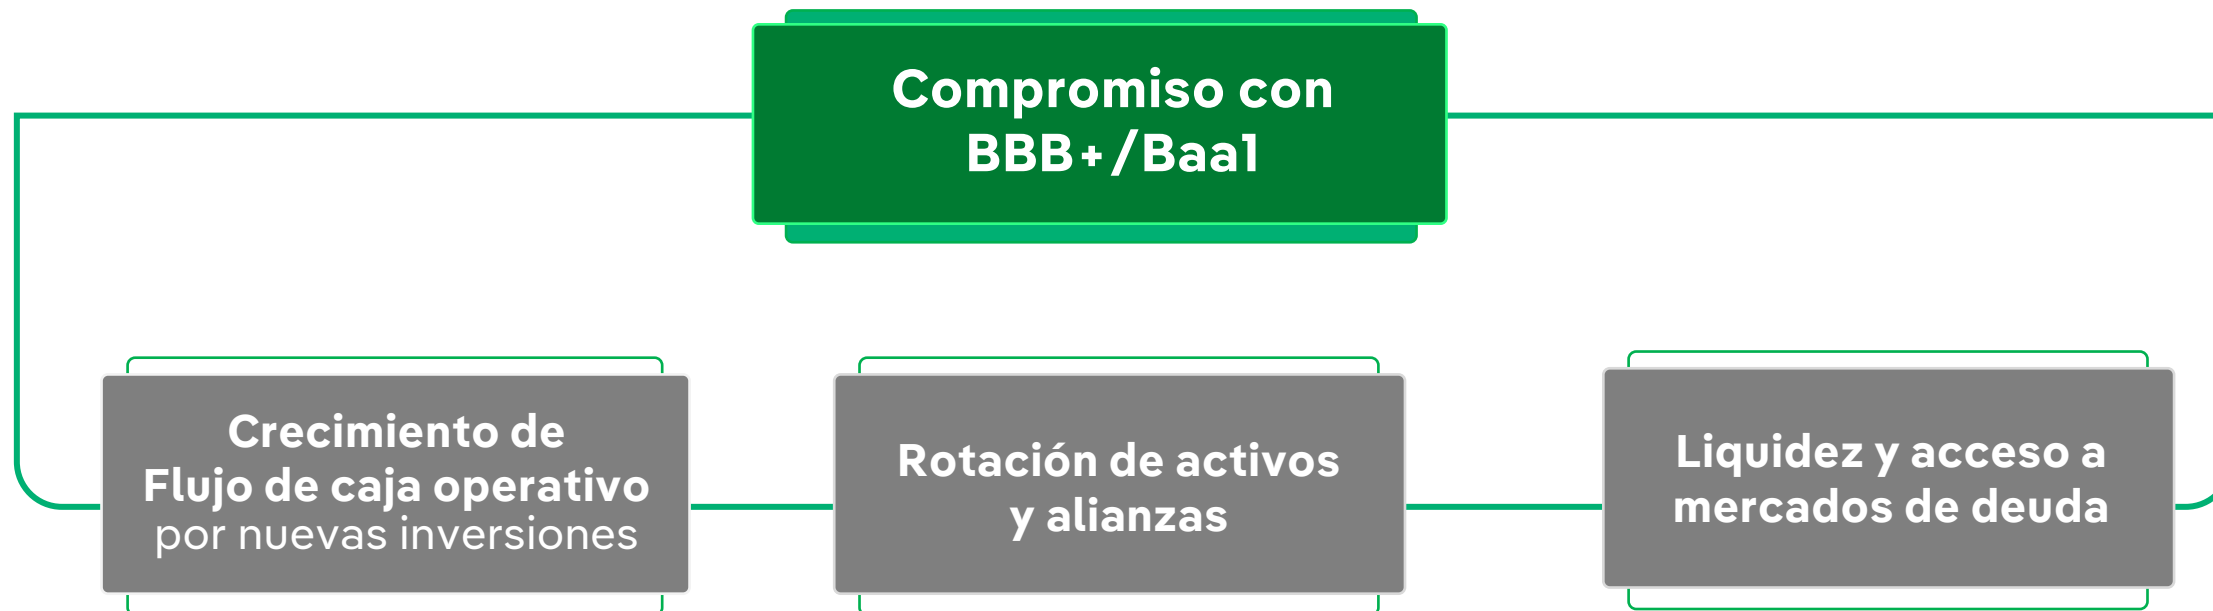 Compromiso con
BBB+/Baa1
Crecimiento de
Flujo de caja operativo
por nuevas inversiones
Rotación de activos
y alianzas
Liquidez y acceso a
mercados de deuda